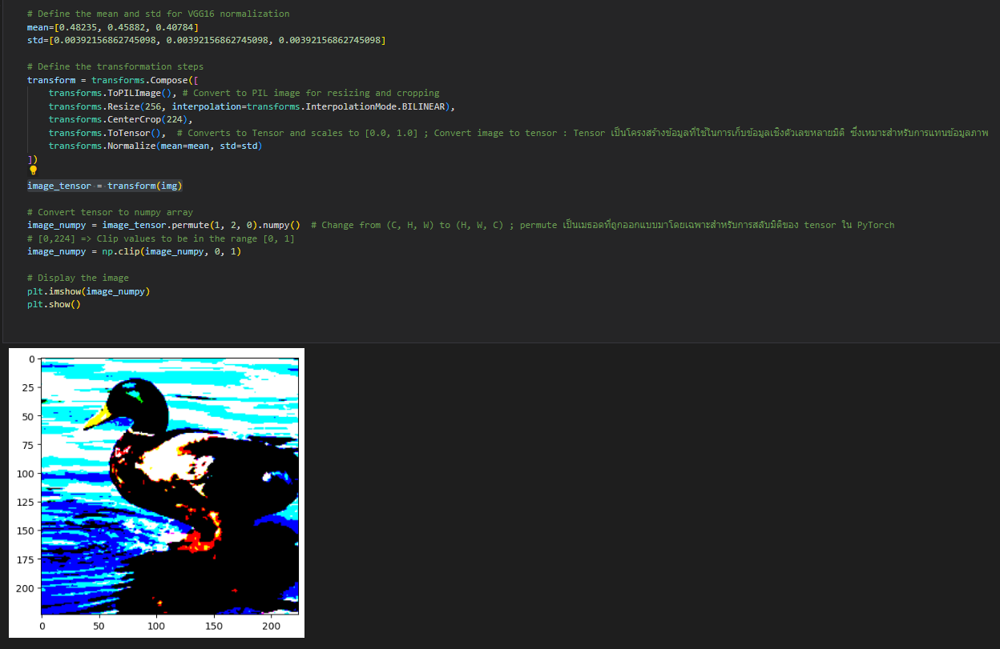 # Define the mean and std for VGG16 normalization
mean=[0.48235, 0.45882, 0.40784]
std=[0.00392156862745098, 0.00392156862745098, 0.00392156862745098]
# Define the transformation steps
transform = transforms.Compose([
transforms.ToPILImage(), # Convert to PIL image for resizing and cropping
transforms.Resize(256, interpolation=transforms.InterpolationMode.BILINEAR),
transforms.CenterCrop(224),
transforms.ToTensor(),  # Converts to Tensor and scales to [0.0, 1.0] ; Convert image to tensor : Tensor เป็นโครงสร้างข้อมูลที่ใช้ในการเก็บข้อมูลเชิงตัวเลขหลายมิติ ซึ่งเหมาะสำหรับการแทนข้อมูลภาพ
transforms.Normalize(mean=mean, std=std)
])
image_tensor = transform(img)
# Convert tensor to numpy array
image_numpy = image_tensor.permute(1, 2, 0).numpy()  # Change from (C, H, W) to (H, W, C) ; permute เป็นเมธอดที่ถูกออกแบบมาโดยเฉพาะสำหรับการสลับมิติของ tensor ใน PyTorch
# [0,224] => Clip values to be in the range [0, 1]
image_numpy = np.clip(image_numpy, 0, 1)
# Display the image
plt.imshow(image_numpy)
plt.show()
0
25
50
75
100
125
150
175
200
0 50 100 150 200